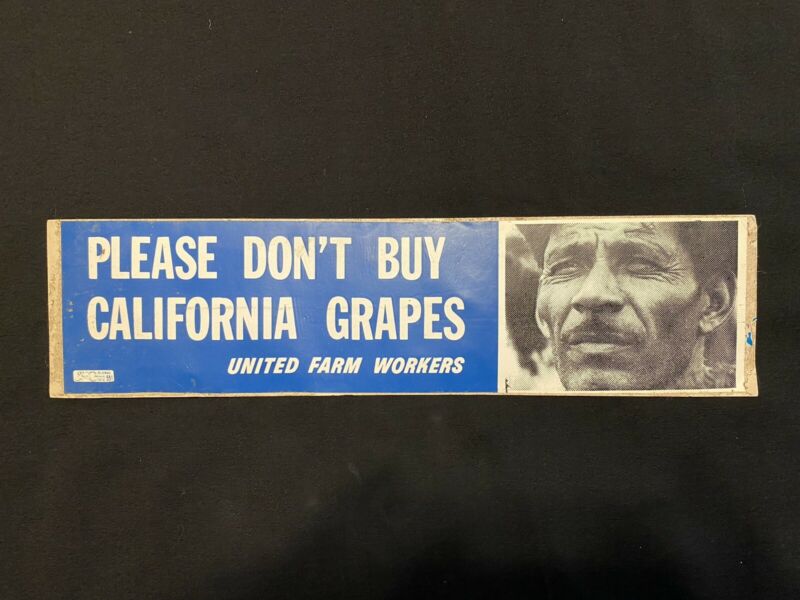 PLEASE DON'T BUY
CALIFORNIA GRAPES
UNITED FARM WORKERS